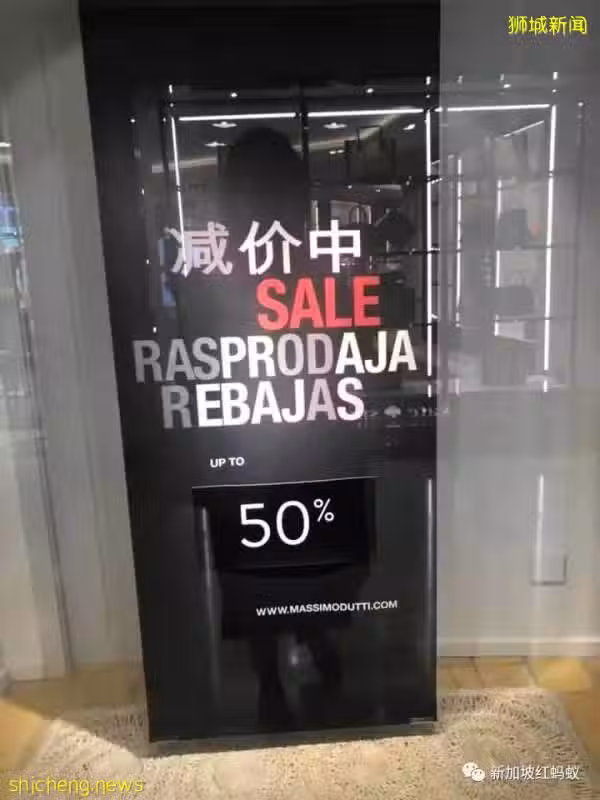 狮城新闻
减价中
SALE
RASPRODAJA
REBAJAS
UP TO
50%
WWW.MASSIMODUTTI.COM
新加坡红蚂蚁
shicheng.news